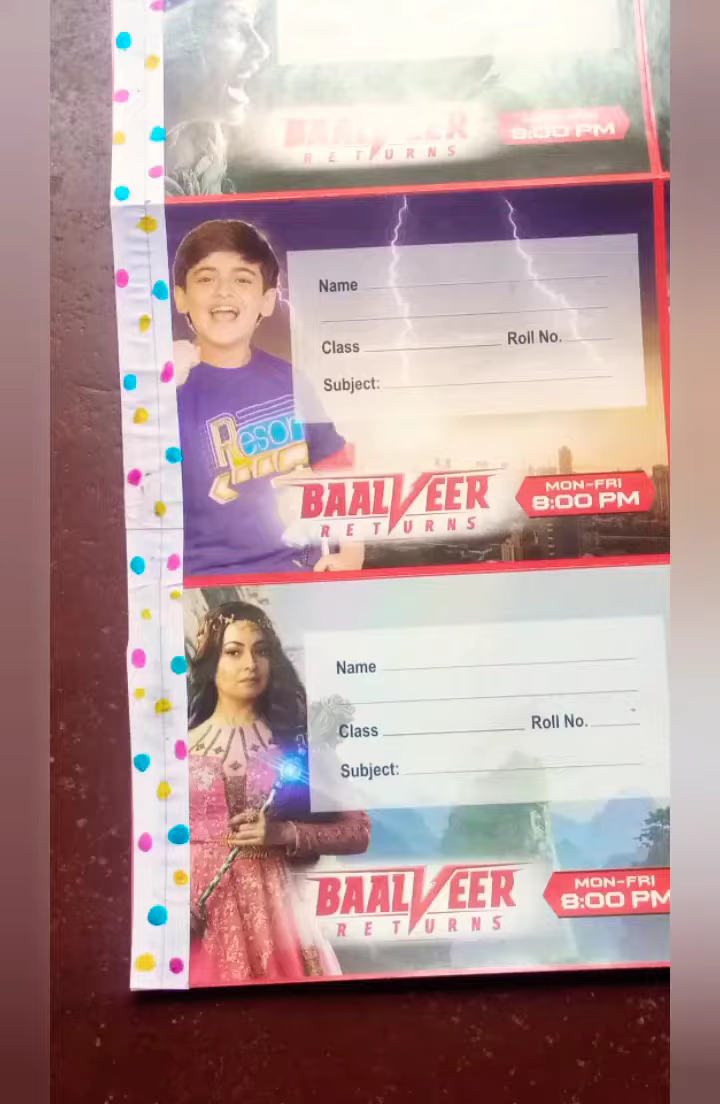 BAALVEER
RETURNS
8:00 PM
Name
Class Roll No.
Subject:
Reson
BAALVEER
RETURNS
MON-FRI
8:00 PM
Name
Class Roll No.
Subject:
BAALVEER
RETURNS
MON-FRI
8:00 PM